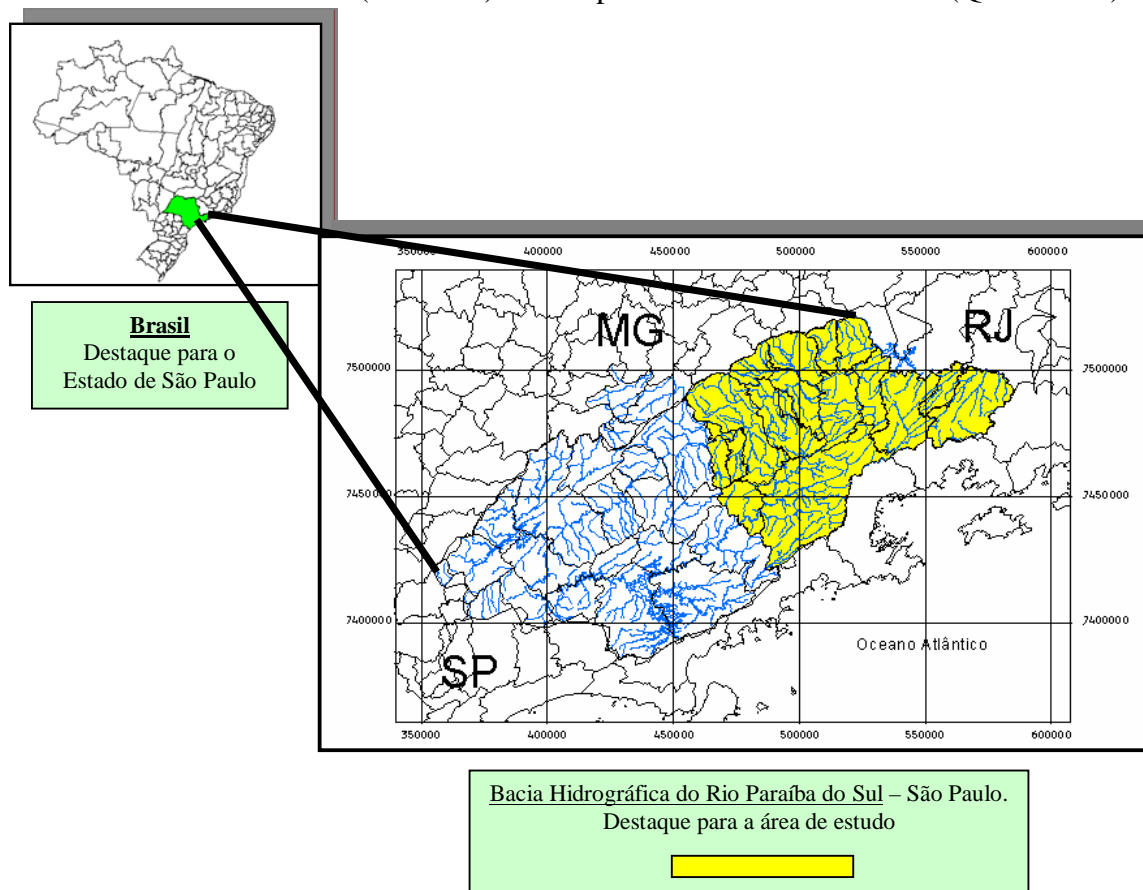 Brasil
Destaque para o
Estado de São Paulo
350000 400000 450000 500000 550000 600000
MG
RJ
7500000 7500000
7450000 7450000
7400000 7400000
Oceano Atlântico
SP
350000 400000 450000 500000 550000 600000
Bacia Hidrográfica do Rio Paraíba do Sul – São Paulo.
Destaque para a área de estudo